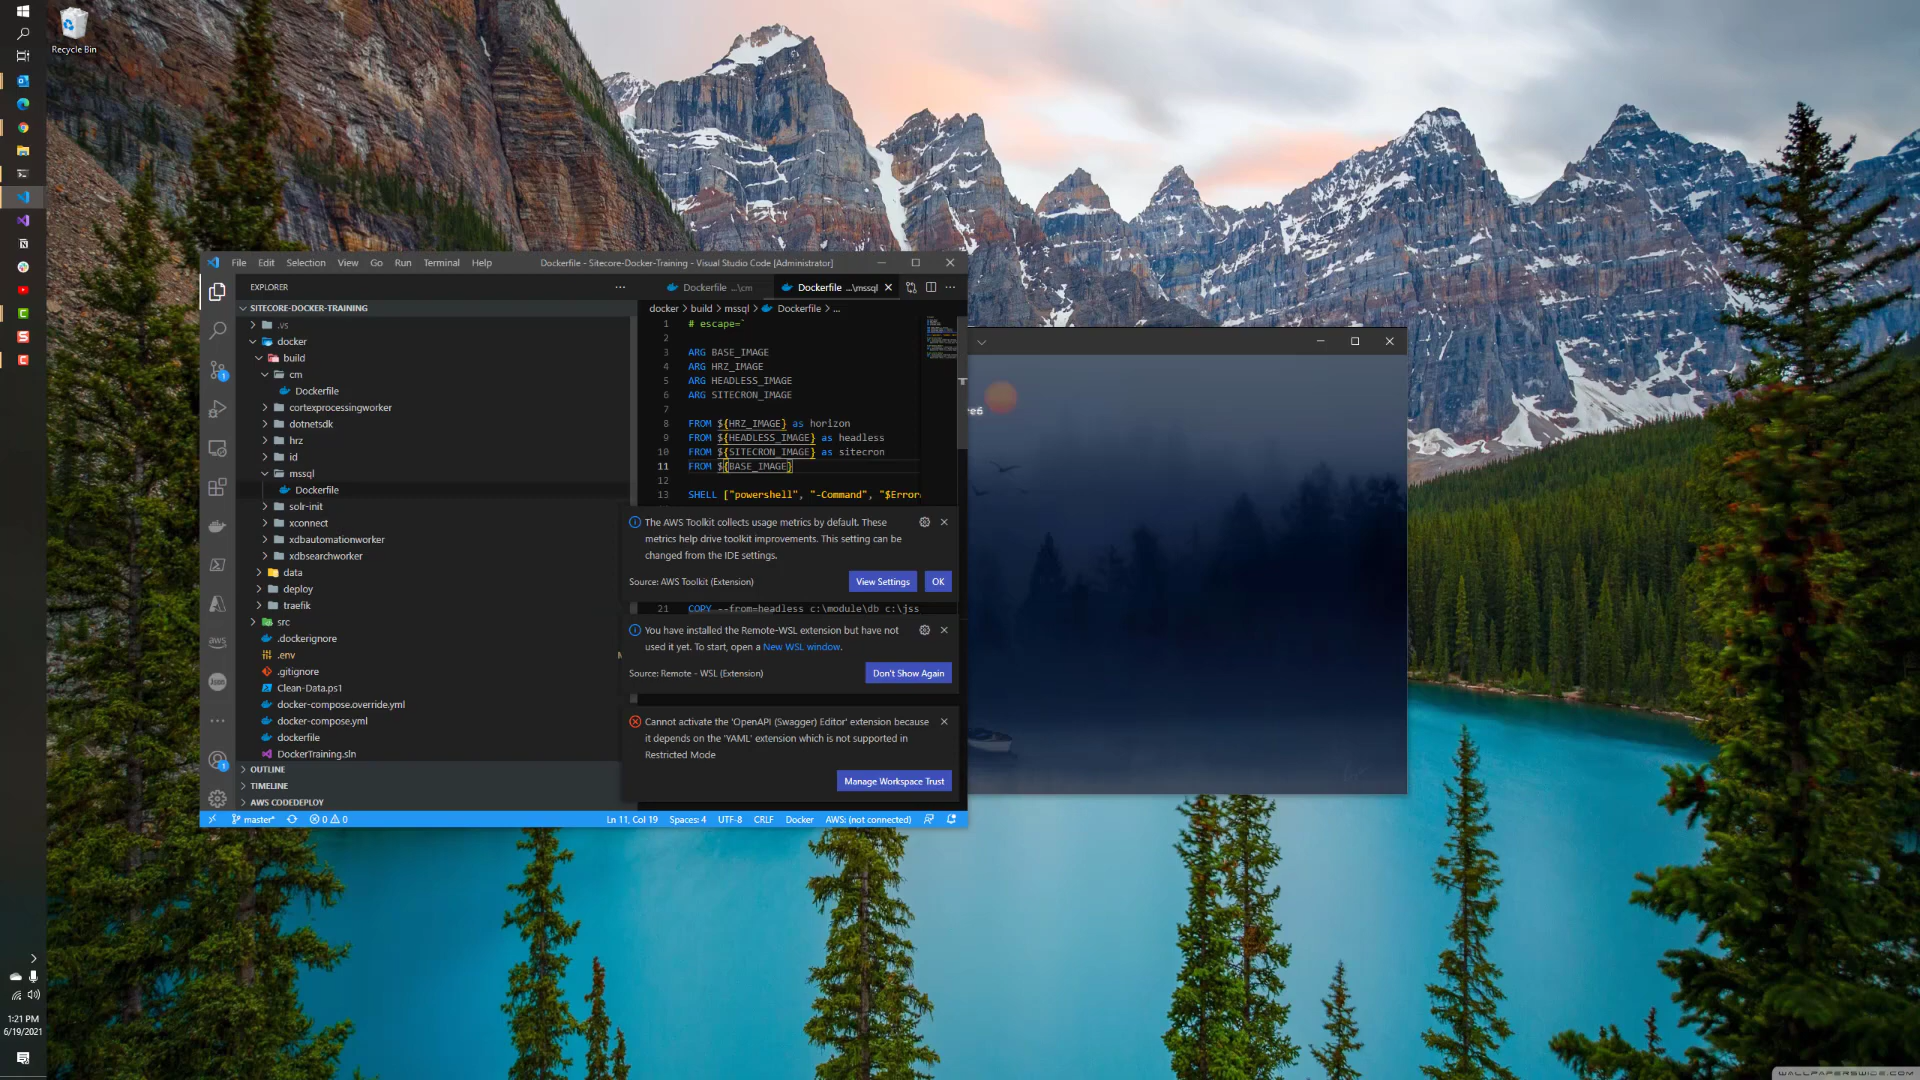 Recycle Bin
File Edit Selection View Go Run Terminal Help
Dockerfile - Sitecore-Docker-Training - Visual Studio Code [Administrator]
EXPLORER
SITECORE-DOCKER-TRAINING
.vs
docker
build
cm
Dockerfile
cortexprocessingworker
dotnetsdk
hrz
id
mssql
Dockerfile
solr-init
xconnect
xdbautomationworker
xdbsearchworker
data
deploy
traefik
src
.dockerignore
.env
.gitignore
Clean-Data.ps1
docker-compose.override.yml
docker-compose.yml
dockerfile
DockerTraining.sln
OUTLINE
TIMELINE
AWS CODEDEPLOY
Dockerfile ...\cm
Dockerfile ...\mssql
docker > build > mssql > Dockerfile > ...
1 # escape=`
2
3 ARG BASE_IMAGE
4 ARG HRZ_IMAGE
5 ARG HEADLESS_IMAGE
6 ARG SITECRON_IMAGE
7
8 FROM ${HRZ_IMAGE} as horizon
9 FROM ${HEADLESS_IMAGE} as headless
10 FROM ${SITECRON_IMAGE} as sitecron
11 FROM ${BASE_IMAGE}
12
13 SHELL ["powershell", "-Command", "$Error
The AWS Toolkit collects usage metrics by default. These
metrics help drive toolkit improvements. This setting can be
changed from the IDE settings.
Source: AWS Toolkit (Extension)
View Settings
OK
21 COPY --from=headless c:\module\db c:\jss
You have installed the Remote-WSL extension but have not
used it yet. To start, open a New WSL window.
Source: Remote - WSL (Extension)
Don't Show Again
Cannot activate the 'OpenAPI (Swagger) Editor' extension because
it depends on the 'YAML' extension which is not supported in
Restricted Mode
Manage Workspace Trust
aws
Json
1
1
master*
0 0
Ln 11, Col 19 Spaces: 4 UTF-8 CRLF Docker AWS: (not connected)
1:21 PM
6/19/2021
WALLPAPERSWIDE.COM